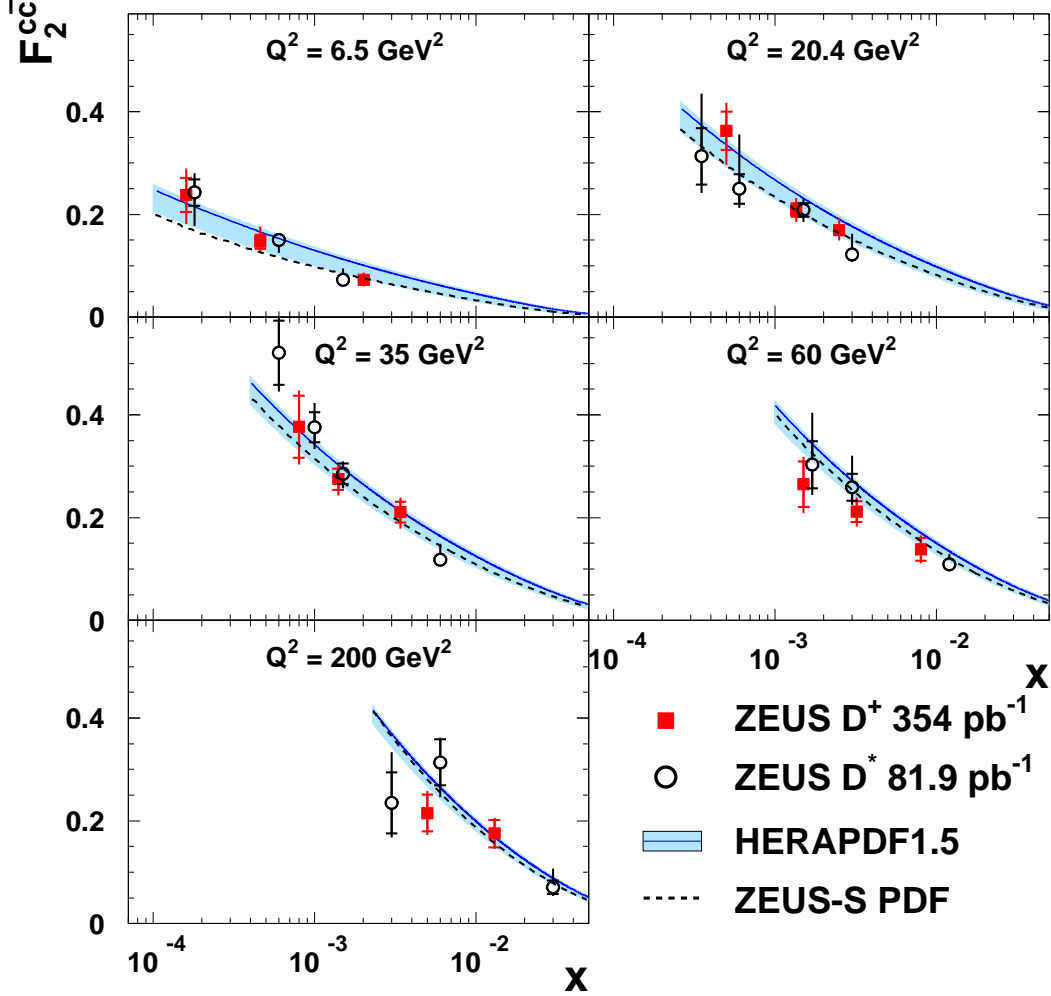 F₂^cc̄
Q² = 6.5 GeV²
Q² = 20.4 GeV²
0.4
0.2
0
Q² = 35 GeV²
Q² = 60 GeV²
0.4
0.2
0
10⁻⁴ 10⁻³ 10⁻²
x
Q² = 200 GeV²
0.4
0.2
0
10⁻⁴ 10⁻³ 10⁻²
x
ZEUS D⁺ 354 pb⁻¹
ZEUS D* 81.9 pb⁻¹
HERAPDF1.5
ZEUS-S PDF